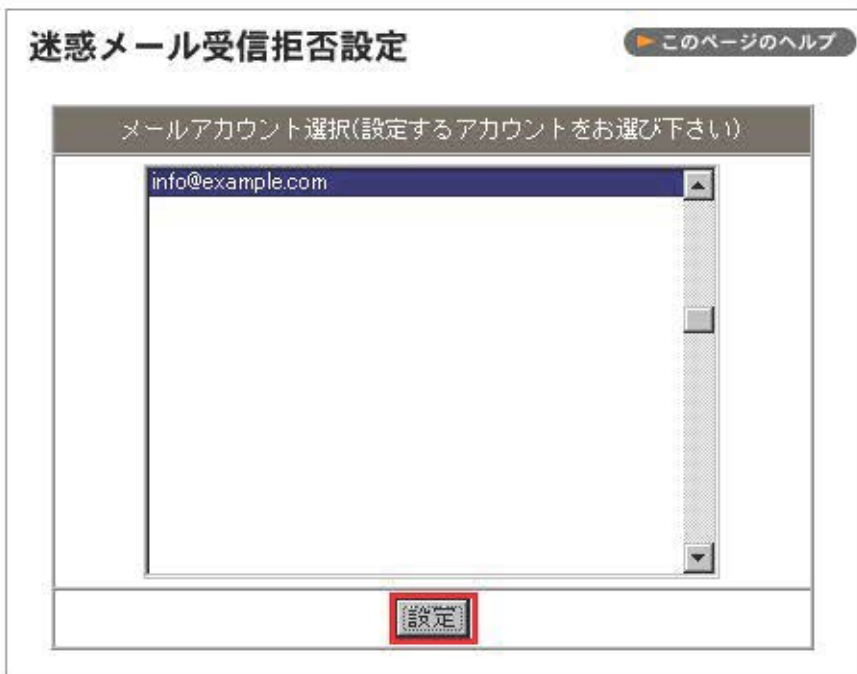 迷惑メール受信拒否設定
このページのヘルプ
メールアカウント選択(設定するアカウントをお選び下さい)
info@example.com
設定